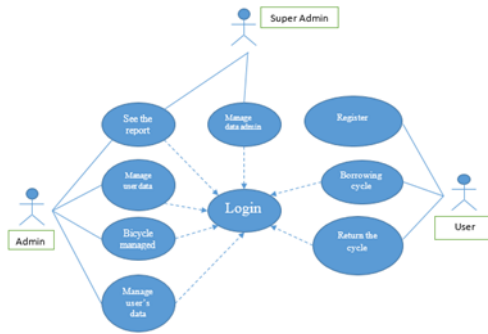 Super Admin
See the
report
Manage
data admin
Register
Manage
user data
Login
Borrowing
cycle
Admin
Bicycle
managed
Return the
cycle
User
Manage
user's
data